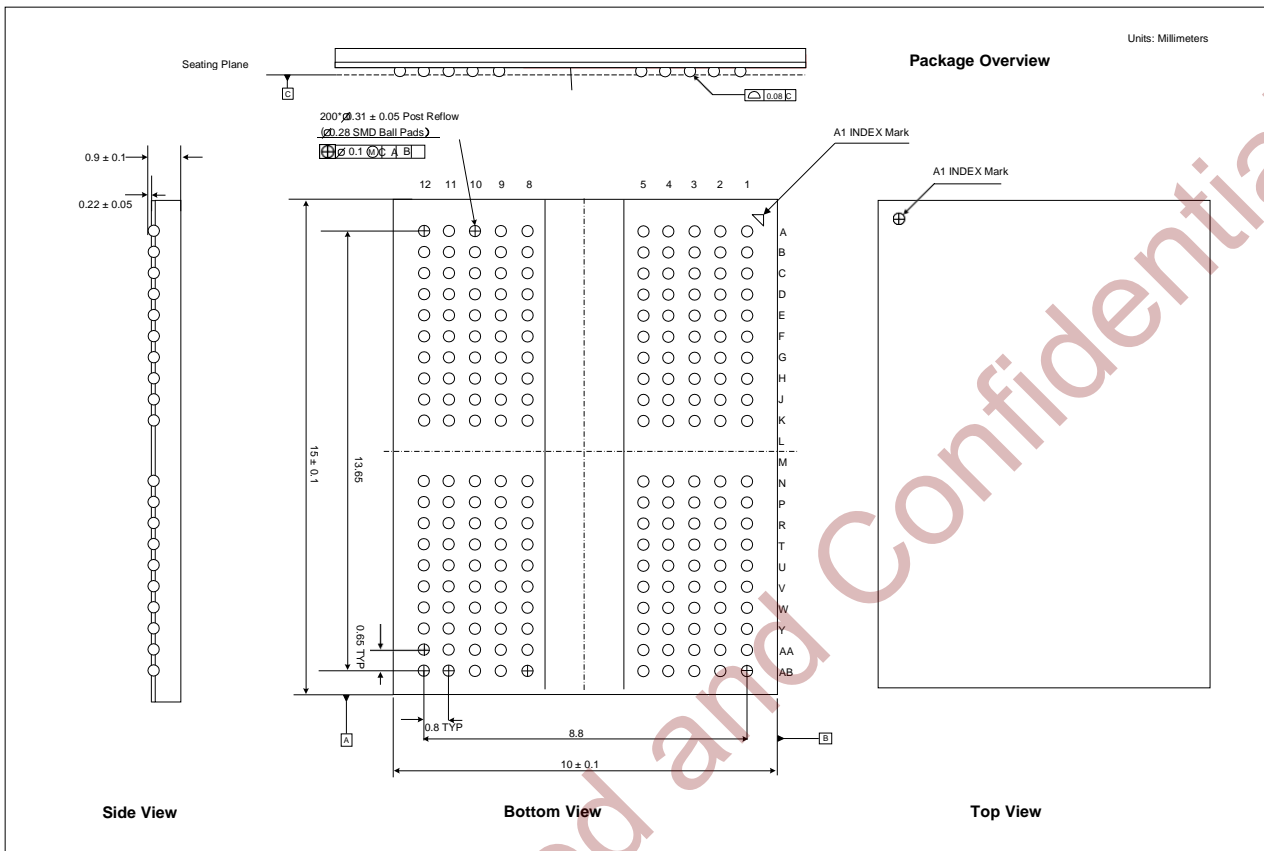 Units: Millimeters
Package Overview
Seating Plane
C
0.08 C
200*Ø0.31 ± 0.05 Post Reflow
(Ø0.28 SMD Ball Pads)
Ø 0.1 M C A B
A1 INDEX Mark
A1 INDEX Mark
0.9 ± 0.1
0.22 ± 0.05
12 11 10 9 8 5 4 3 2 1
A
B
C
D
E
F
G
H
J
K
L
M
N
P
R
T
U
V
W
Y
AA
AB
15 ± 0.1
13.65
0.65 TYP
0.8 TYP
8.8
10 ± 0.1
A
B
Side View
Bottom View
Top View
and Confidential